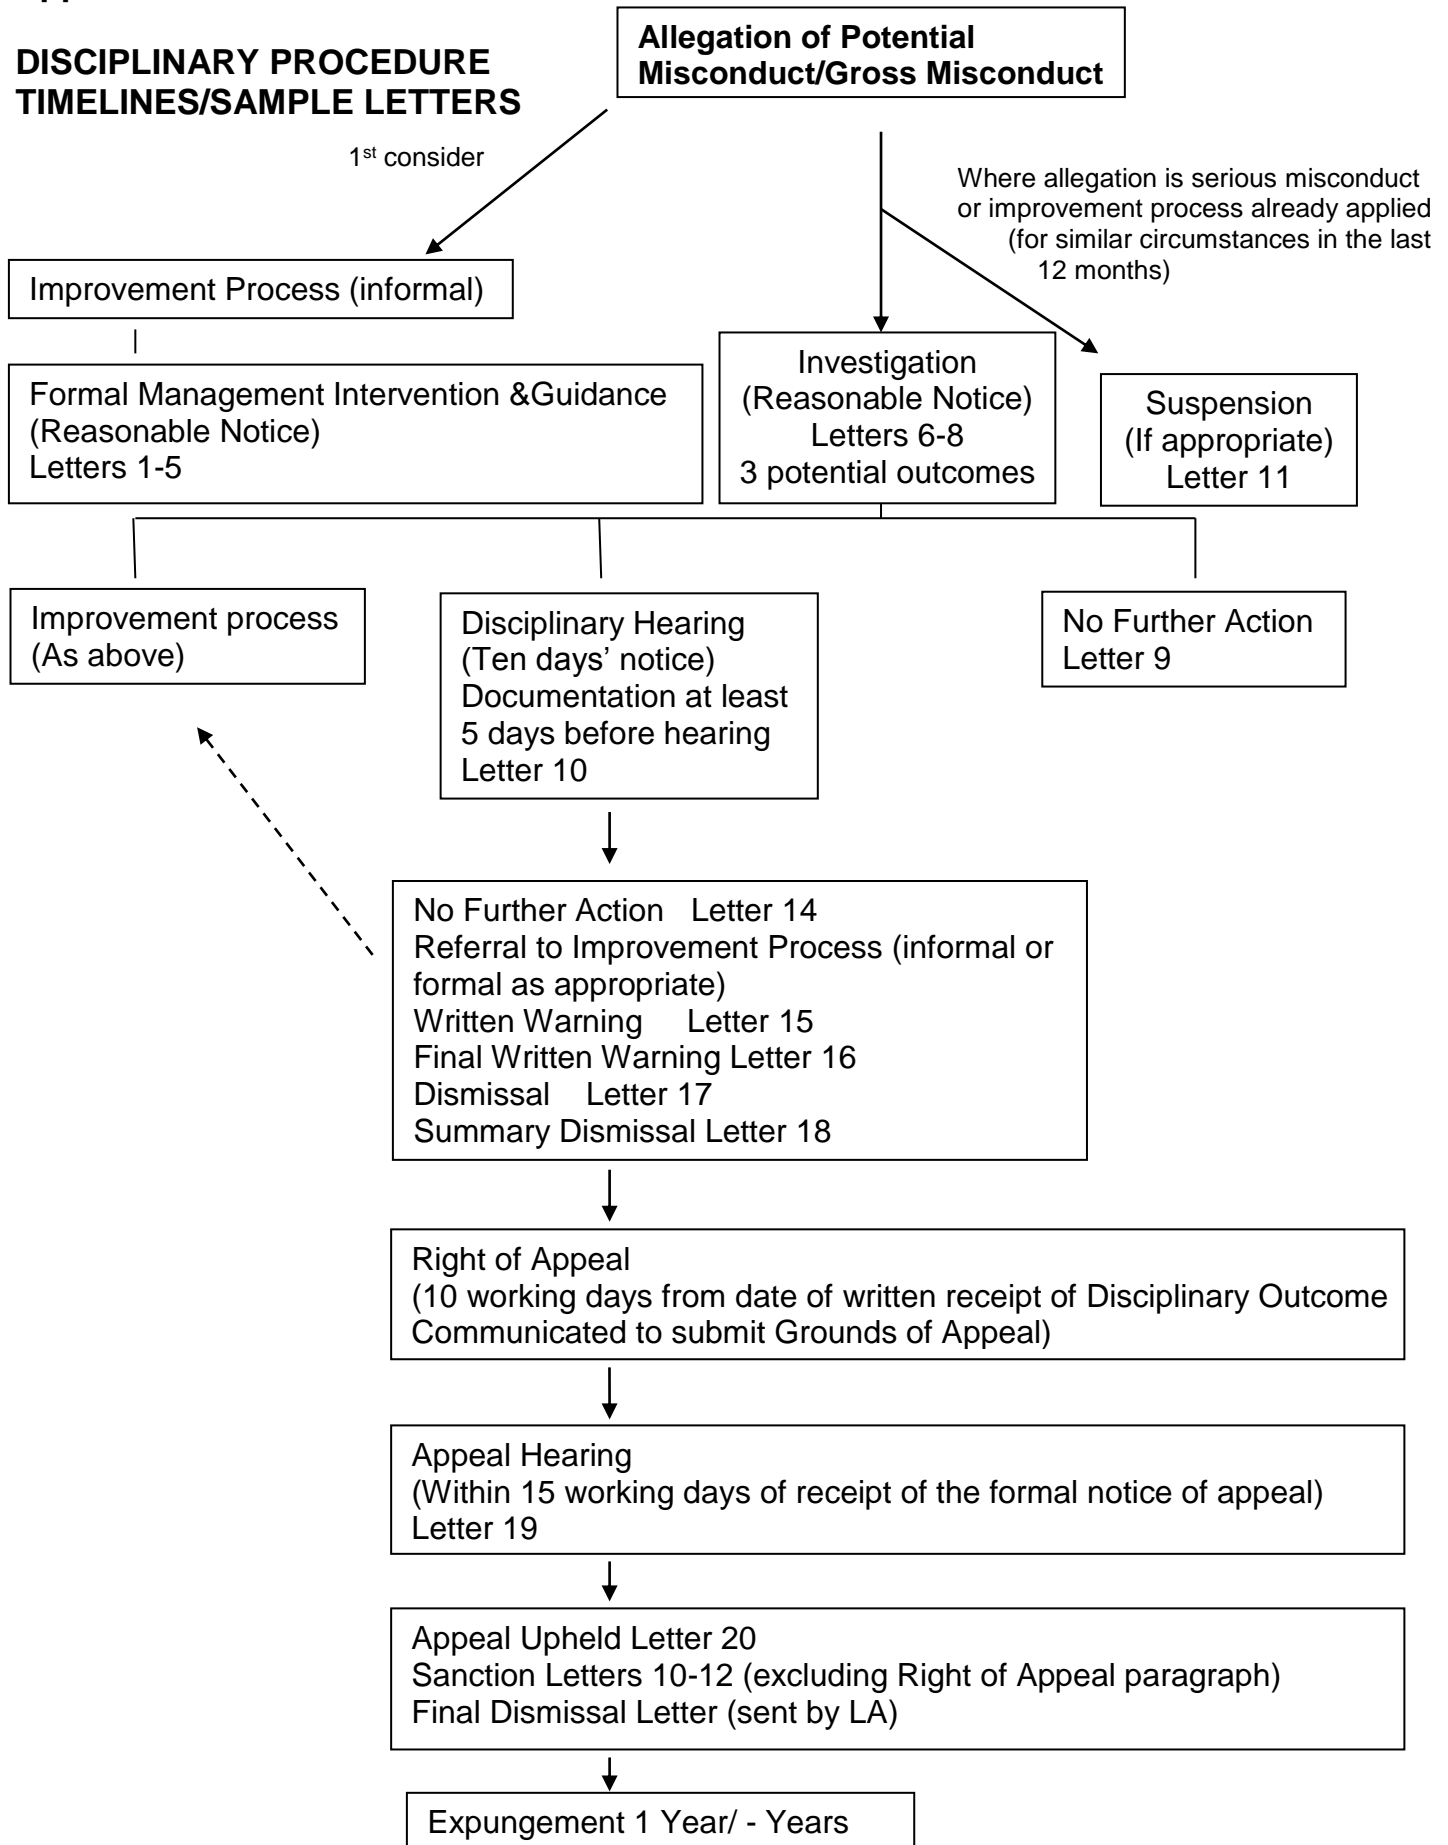 DISCIPLINARY PROCEDURE
TIMELINES/SAMPLE LETTERS
Allegation of Potential
Misconduct/Gross Misconduct
1st consider
Where allegation is serious misconduct
or improvement process already applied
(for similar circumstances in the last
12 months)
Improvement Process (informal)
Formal Management Intervention &Guidance
(Reasonable Notice)
Letters 1-5
Investigation
(Reasonable Notice)
Letters 6-8
3 potential outcomes
Suspension
(If appropriate)
Letter 11
Improvement process
(As above)
Disciplinary Hearing
(Ten days’ notice)
Documentation at least
5 days before hearing
Letter 10
No Further Action
Letter 9
No Further Action Letter 14
Referral to Improvement Process (informal or
formal as appropriate)
Written Warning Letter 15
Final Written Warning Letter 16
Dismissal Letter 17
Summary Dismissal Letter 18
Right of Appeal
(10 working days from date of written receipt of Disciplinary Outcome
Communicated to submit Grounds of Appeal)
Appeal Hearing
(Within 15 working days of receipt of the formal notice of appeal)
Letter 19
Appeal Upheld Letter 20
Sanction Letters 10-12 (excluding Right of Appeal paragraph)
Final Dismissal Letter (sent by LA)
Expungement 1 Year/ - Years